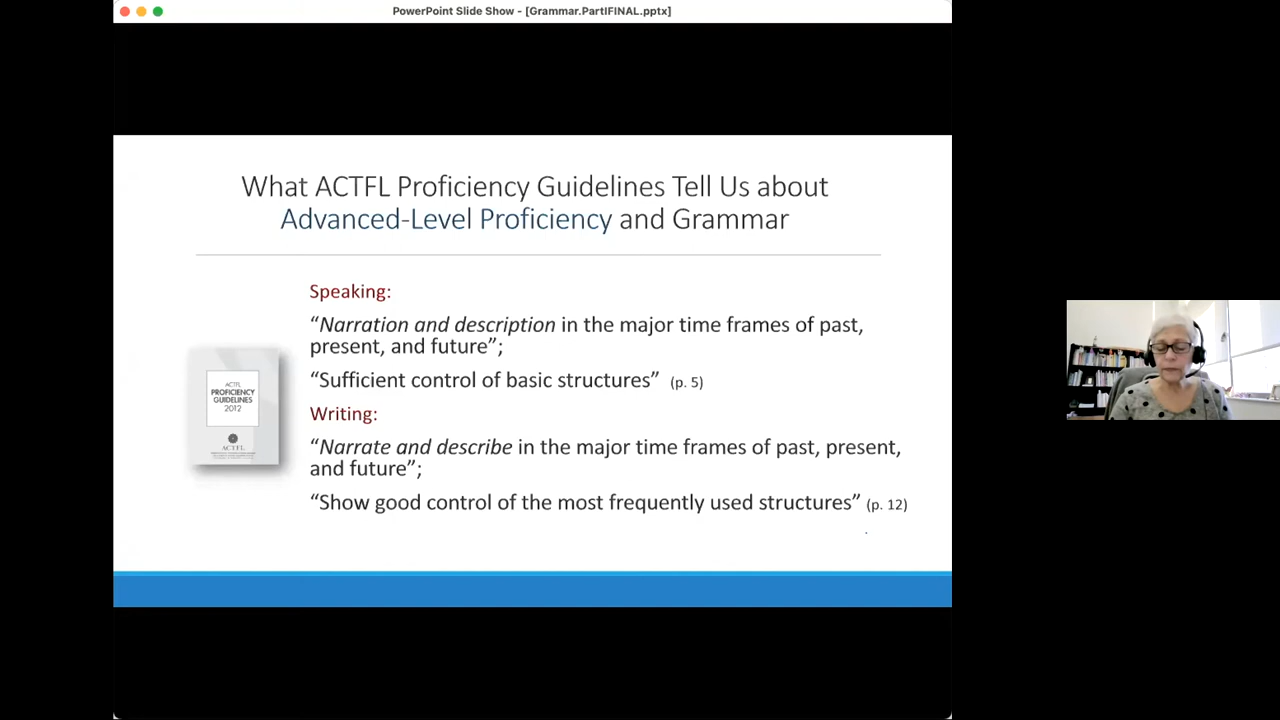 PowerPoint Slide Show - [Grammar.PartIFINAL.pptx]
What ACTFL Proficiency Guidelines Tell Us about
Advanced-Level Proficiency and Grammar
Speaking:
“Narration and description in the major time frames of past,
present, and future”;
“Sufficient control of basic structures” (p. 5)
Writing:
“Narrate and describe in the major time frames of past, present,
and future”;
“Show good control of the most frequently used structures” (p. 12)
.
ACTFL
PROFICIENCY
GUIDELINES
2012
ACTFL